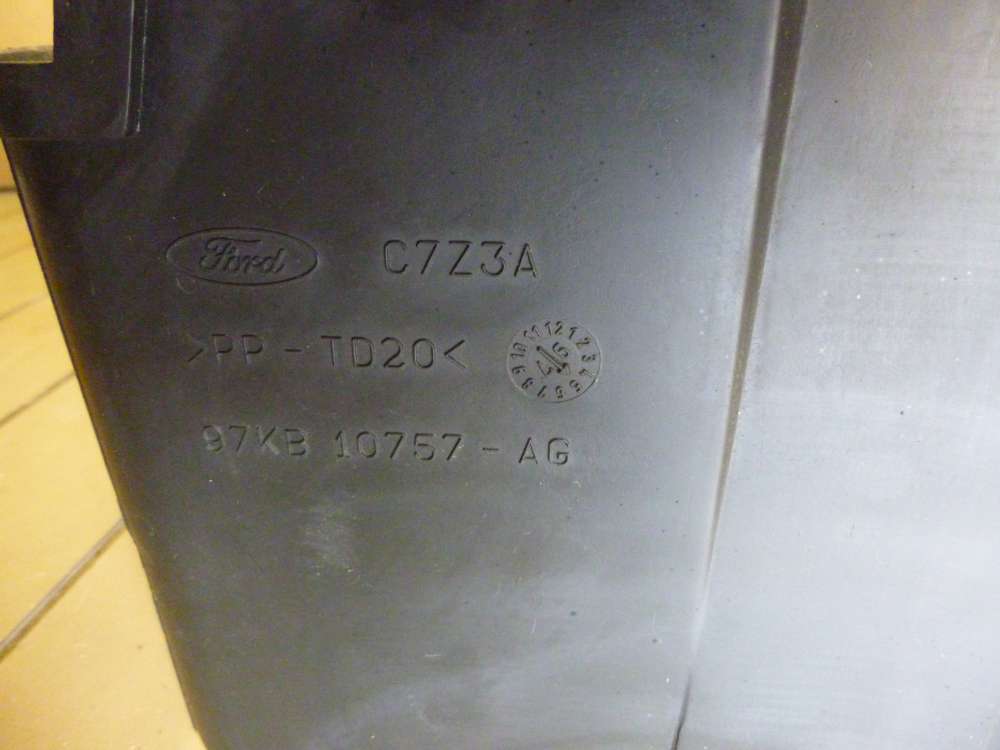 Ford C7Z3A
>PP - TD20<
97KB 10757 - AG